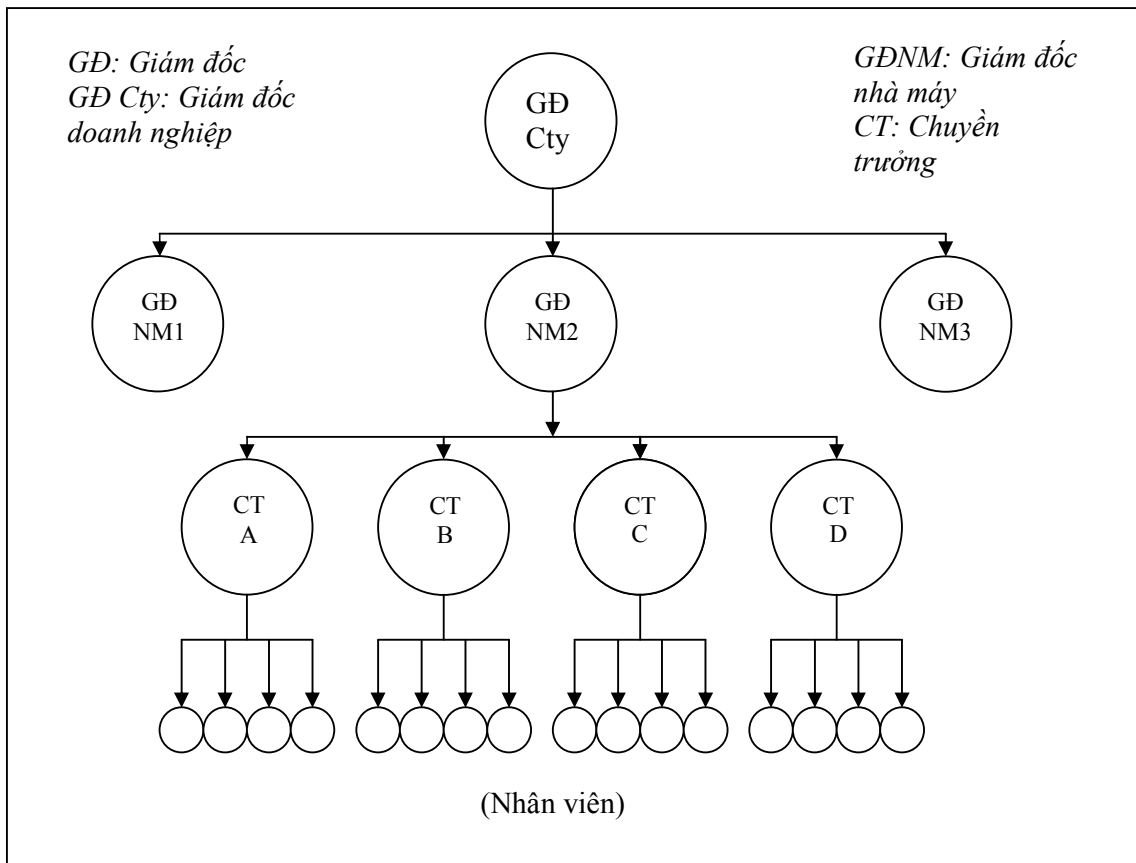 GĐ: Giám đốc
GĐ Cty: Giám đốc
doanh nghiệp
GĐNM: Giám đốc
nhà máy
CT: Chuyền
trưởng
GĐ
Cty
GĐ
NM1
GĐ
NM2
GĐ
NM3
CT
A
CT
B
CT
C
CT
D
(Nhân viên)